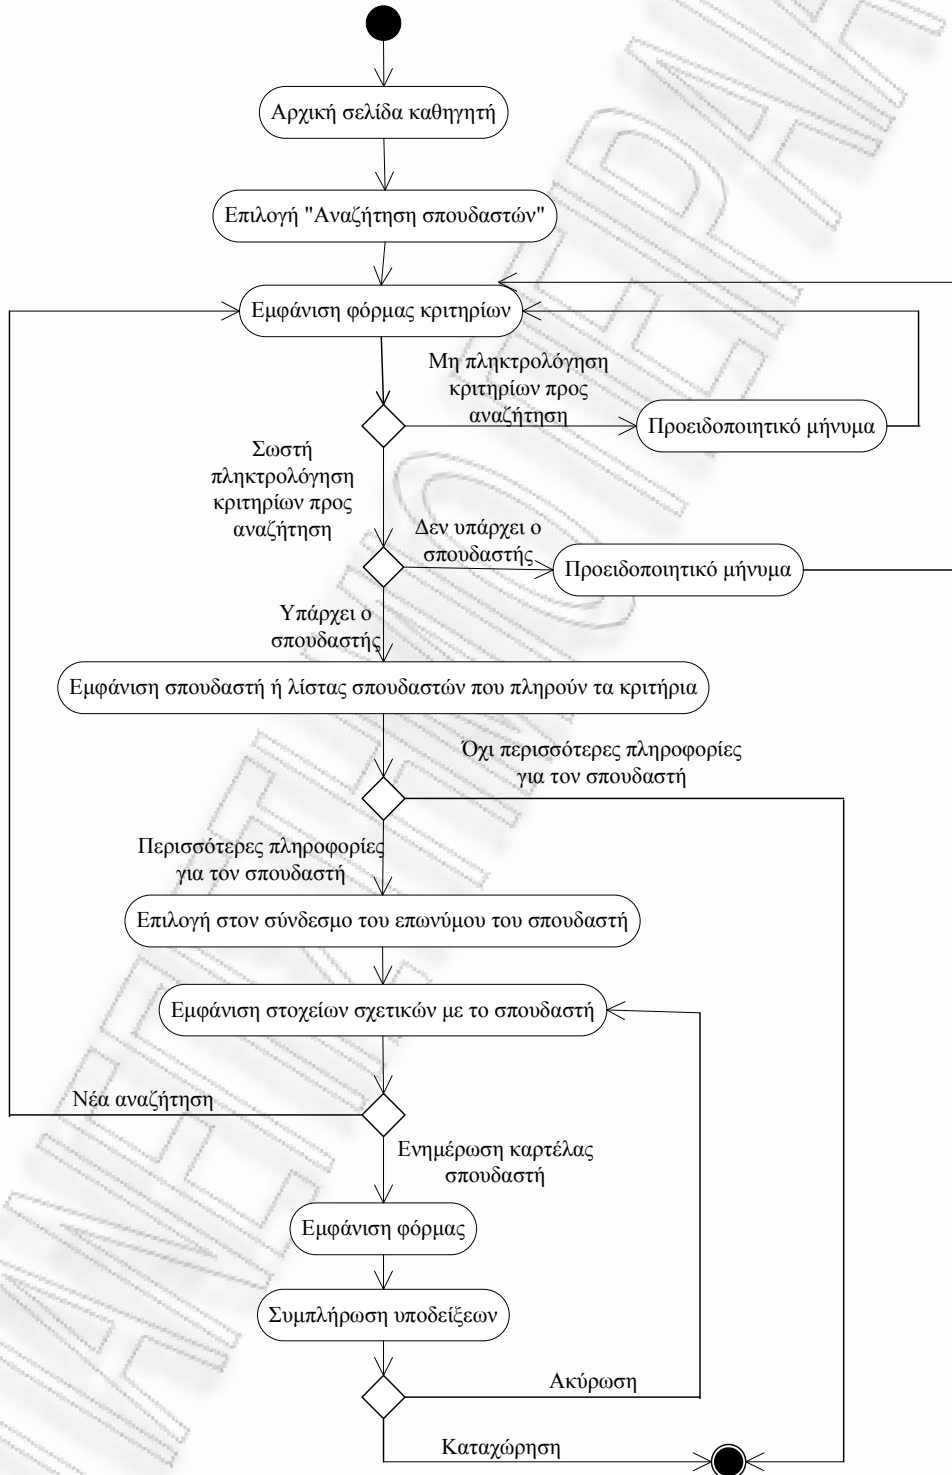 Αρχική σελίδα καθηγητή
Επιλογή "Αναζήτηση σπουδαστών"
Εμφάνιση φόρμας κριτηρίων
Μη πληκτρολόγηση
κριτηρίων προς
αναζήτηση
Προειδοποιητικό μήνυμα
Σωστή
πληκτρολόγηση
κριτηρίων προς
αναζήτηση
Δεν υπάρχει ο
σπουδαστής
Προειδοποιητικό μήνυμα
Υπάρχει ο
σπουδαστής
Εμφάνιση σπουδαστή ή λίστας σπουδαστών που πληρούν τα κριτήρια
Όχι περισσότερες πληροφορίες
για τον σπουδαστή
Περισσότερες πληροφορίες
για τον σπουδαστή
Επιλογή στον σύνδεσμο του επωνύμου του σπουδαστή
Εμφάνιση στοχείων σχετικών με το σπουδαστή
Νέα αναζήτηση
Ενημέρωση καρτέλας
σπουδαστή
Εμφάνιση φόρμας
Συμπλήρωση υποδείξεων
Ακύρωση
Καταχώρηση